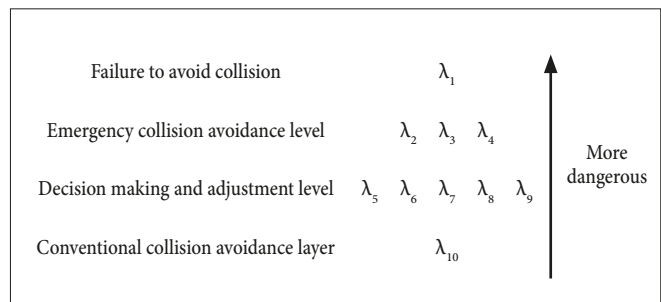 Failure to avoid collision λ₁
Emergency collision avoidance level λ₂ λ₃ λ₄
Decision making and adjustment level λ₅ λ₆ λ₇ λ₈ λ₉
Conventional collision avoidance layer λ₁₀
More
dangerous